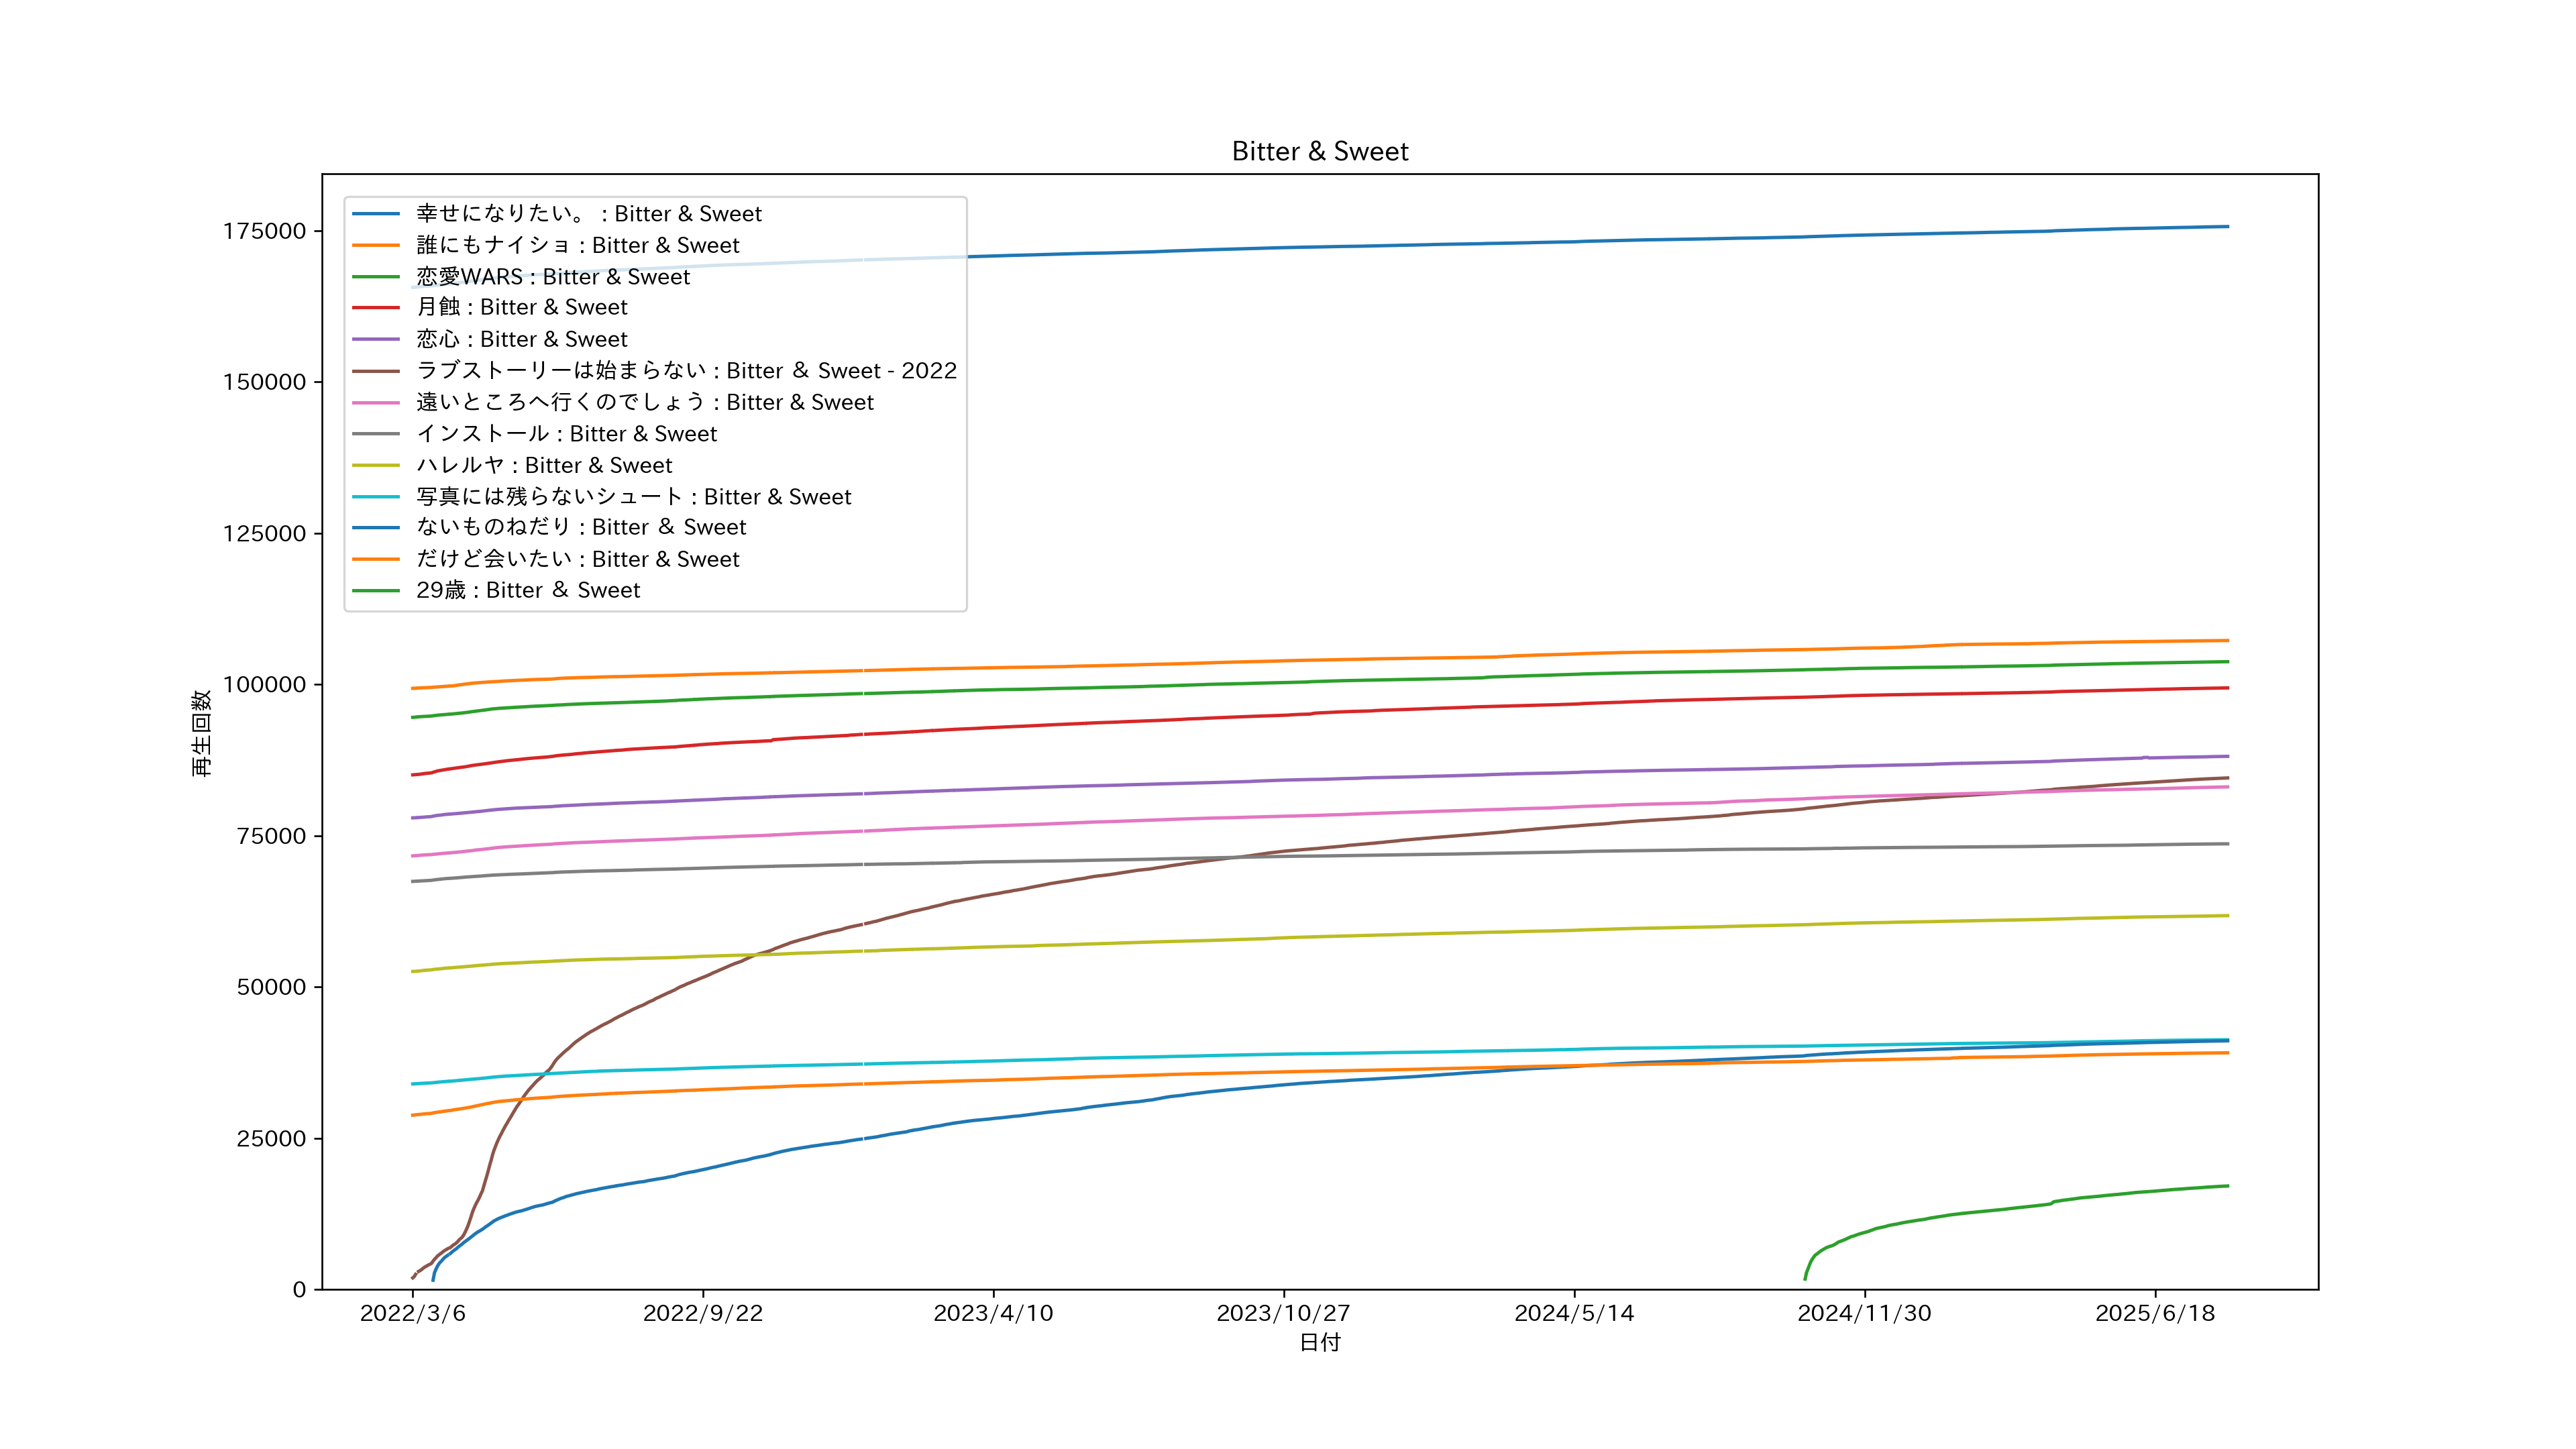 Bitter & Sweet
幸せになりたい。 : Bitter & Sweet
誰にもナイショ : Bitter & Sweet
恋愛WARS : Bitter & Sweet
月蝕 : Bitter & Sweet
恋心 : Bitter & Sweet
ラブストーリーは始まらない : Bitter ＆ Sweet - 2022
遠いところへ行くのでしょう : Bitter & Sweet
インストール : Bitter & Sweet
ハレルヤ : Bitter & Sweet
写真には残らないシュート : Bitter & Sweet
ないものねだり : Bitter ＆ Sweet
だけど会いたい : Bitter & Sweet
29歳 : Bitter ＆ Sweet
再生回数
175000
150000
125000
100000
75000
50000
25000
0
2022/3/6 2022/9/22 2023/4/10 2023/10/27 2024/5/14 2024/11/30 2025/6/18
日付